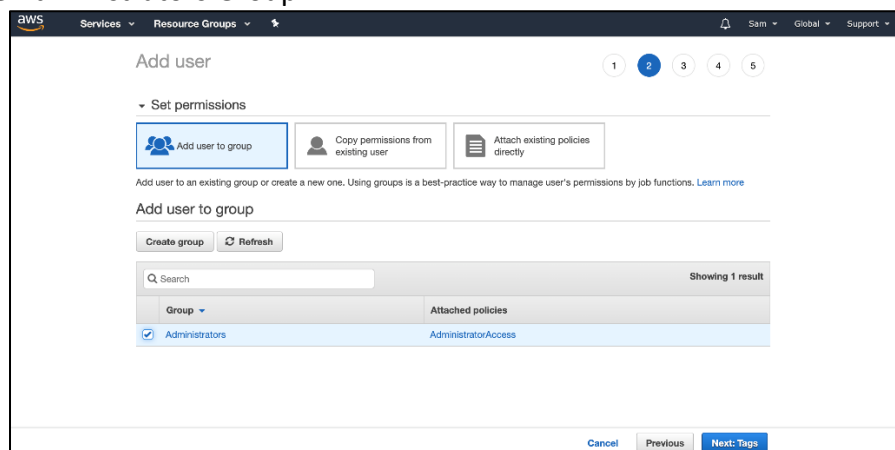 aws Services Resource Groups Sam Global Support
Add user 1 2 3 4 5
Set permissions
Add user to group
Copy permissions from existing user
Attach existing policies directly
Add user to an existing group or create a new one. Using groups is a best-practice way to manage user's permissions by job functions. Learn more
Add user to group
Create group Refresh
Search Showing 1 result
Group Attached policies
Administrators AdministratorAccess
Cancel Previous Next: Tags